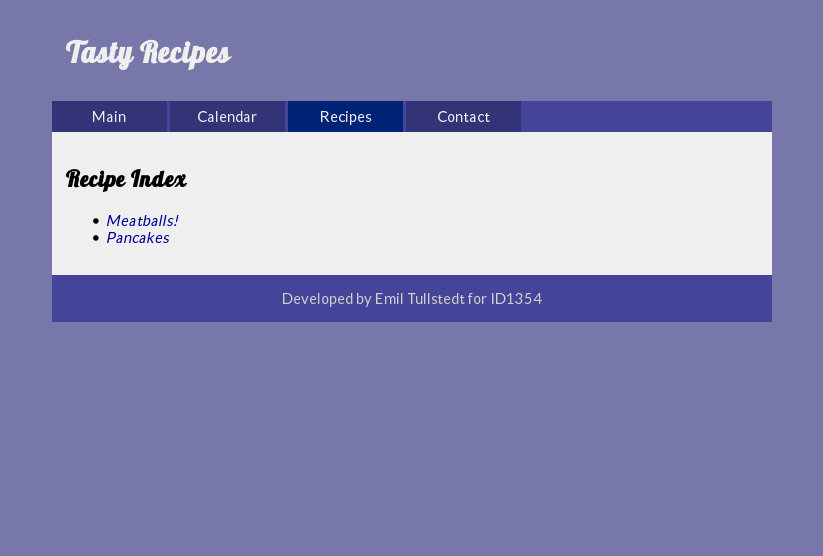 Tasty Recipes
Main Calendar Recipes Contact
Recipe Index
• Meatballs!
• Pancakes
Developed by Emil Tullstedt for ID1354